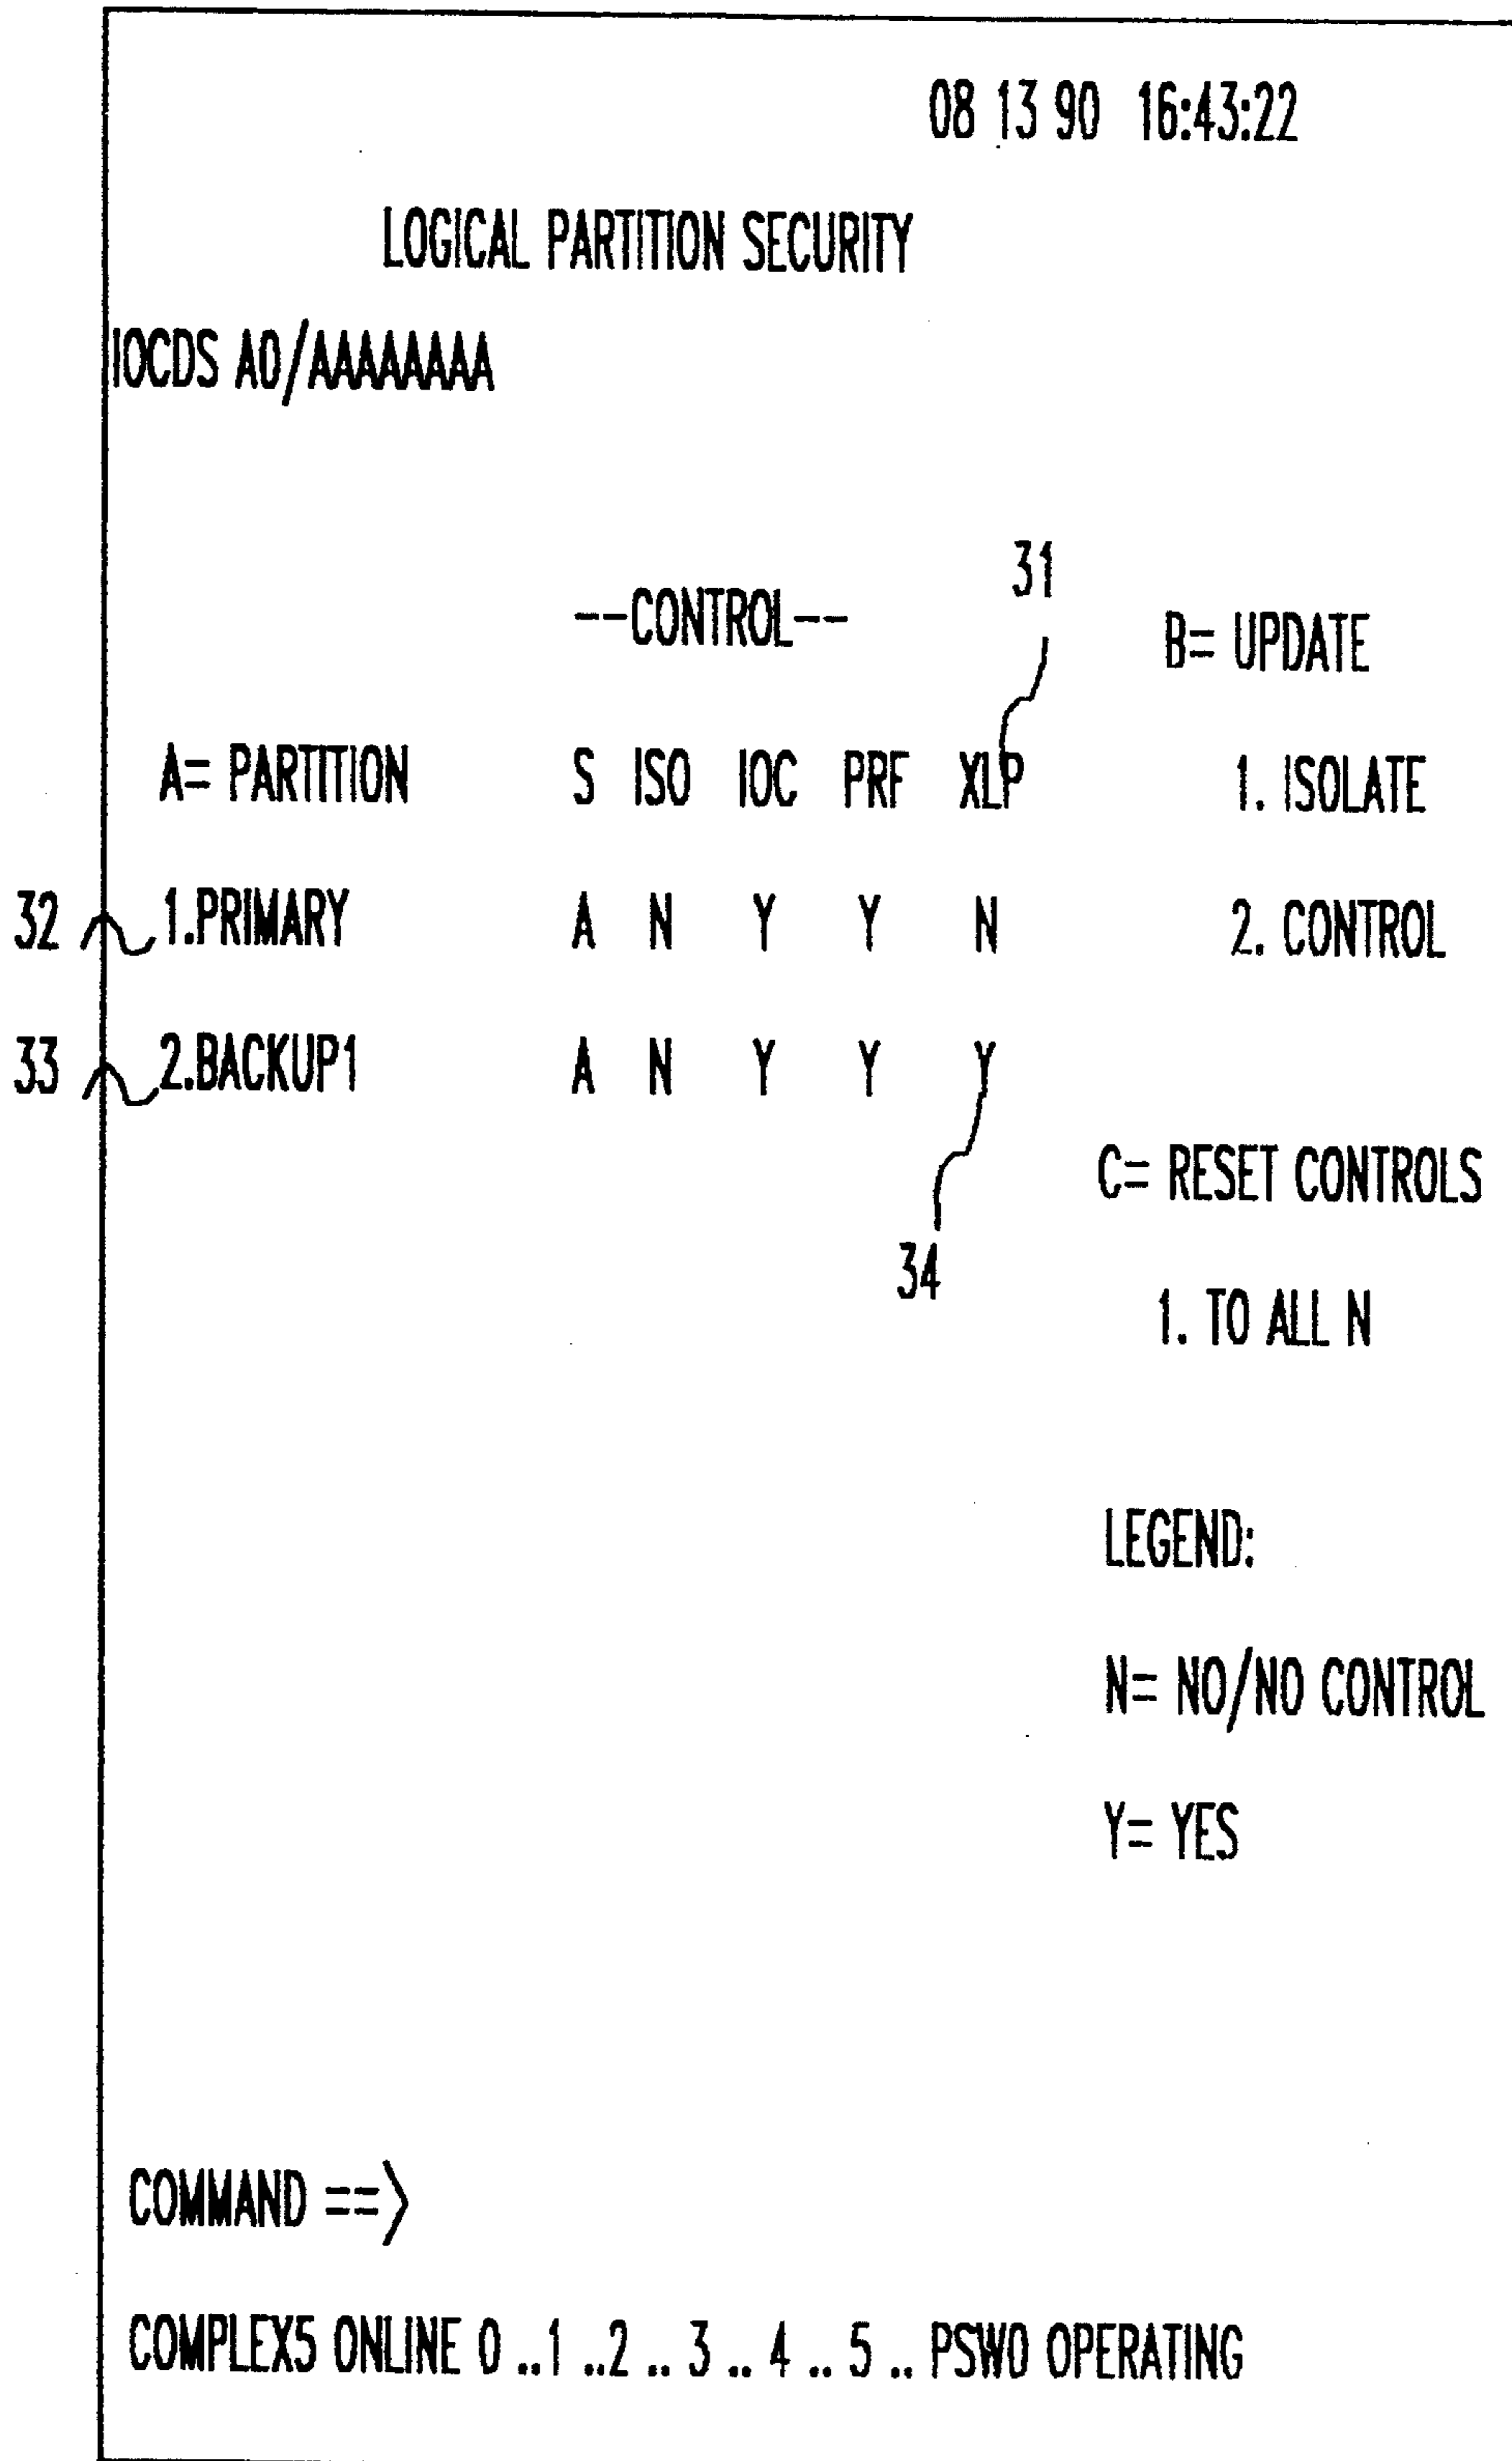 08 13 90 16:43:22
LOGICAL PARTITION SECURITY
IOCDS A0/AAAAAAAA
31
--CONTROL-- B= UPDATE
A= PARTITION S ISO IOC PRF XLP 1. ISOLATE
32 1.PRIMARY A N Y Y N 2. CONTROL
33 2.BACKUP1 A N Y Y Y
C= RESET CONTROLS
34
1. TO ALL N
LEGEND:
N= NO/NO CONTROL
Y= YES
COMMAND ==>
COMPLEX5 ONLINE 0 ..1 ..2 .. 3 .. 4 .. 5 .. PSW0 OPERATING